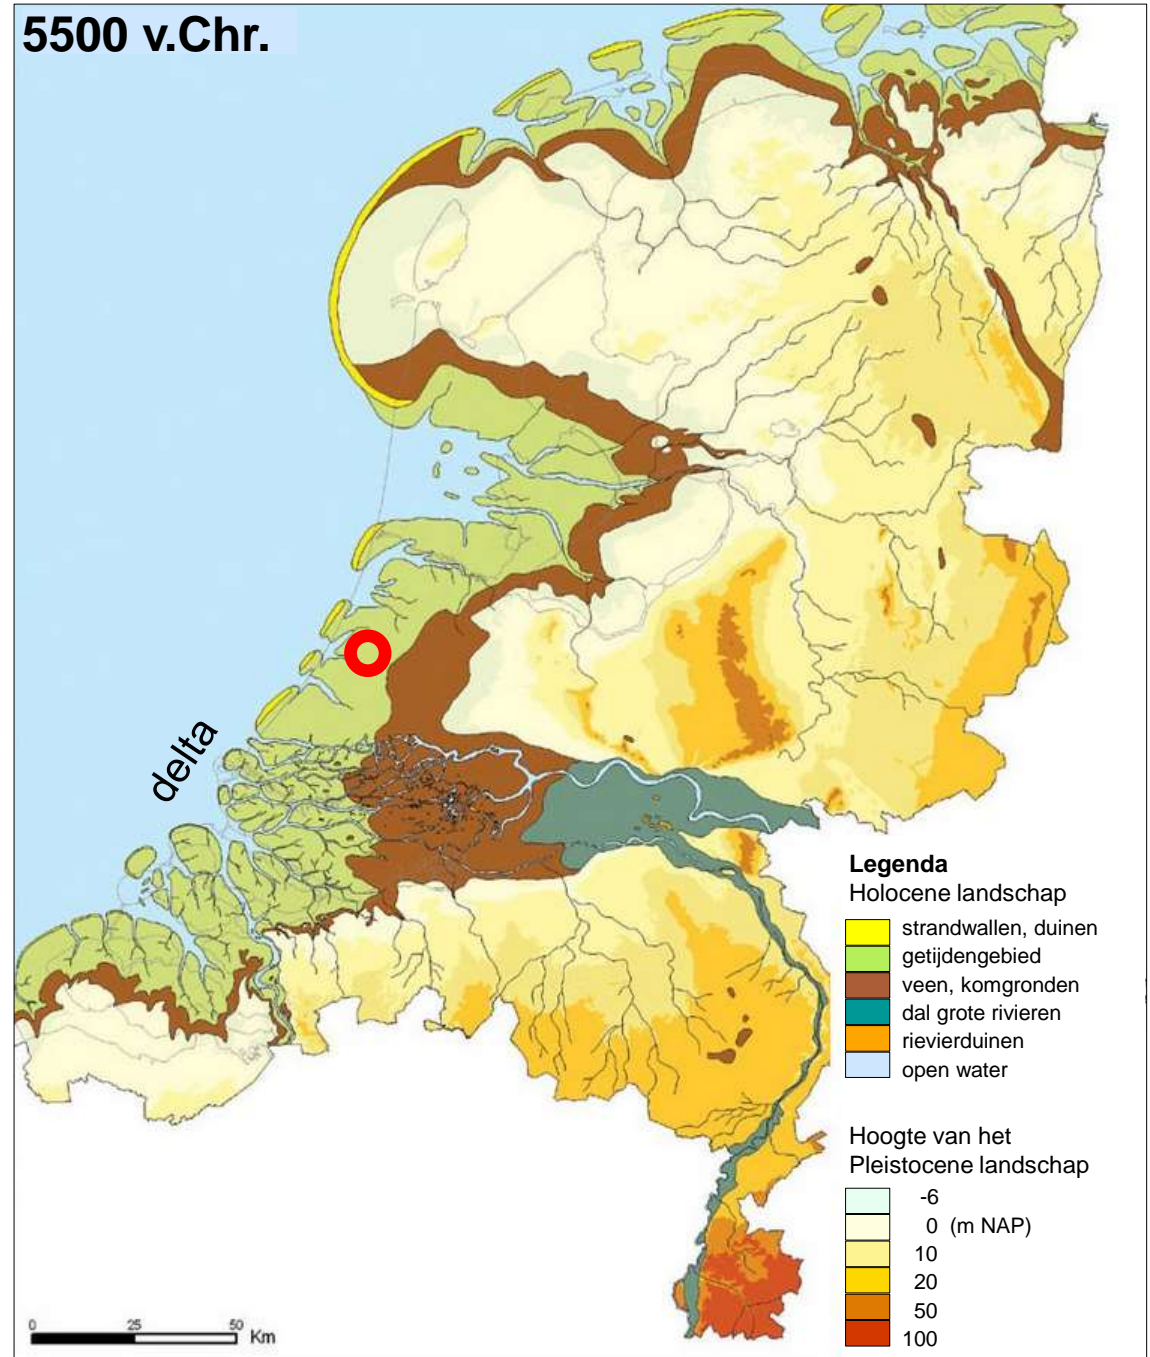 5500 v.Chr.
delta
Legenda
Holocene landschap
strandwallen, duinen
getijdengebied
veen, komgronden
dal grote rivieren
rievierduinen
open water
Hoogte van het
Pleistocene landschap
-6
0 (m NAP)
10
20
50
100
0 25 50 Km